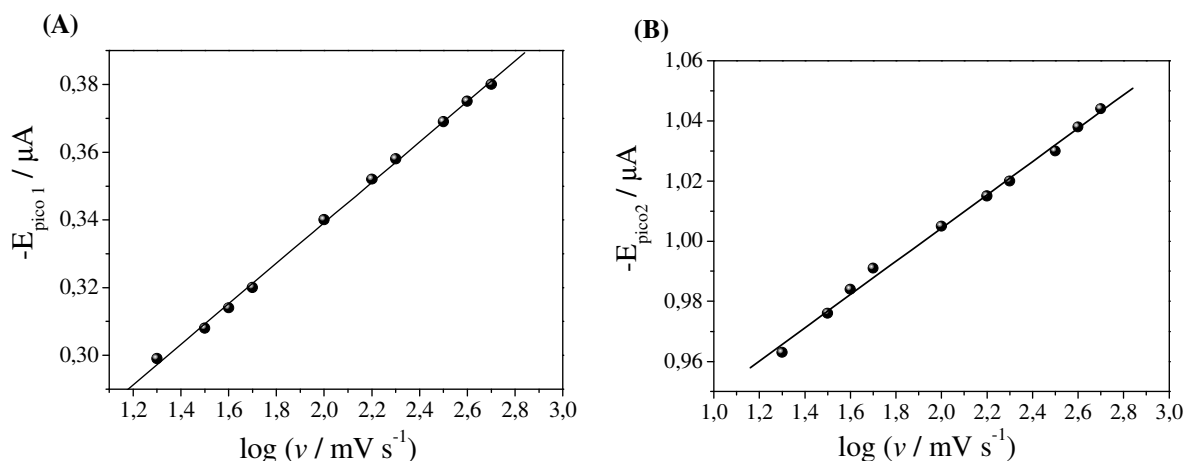 (A)
0,38
0,36
0,34
0,32
0,30
-E_pico 1 / µA
1,2 1,4 1,6 1,8 2,0 2,2 2,4 2,6 2,8 3,0
log (v / mV s⁻¹)
(B)
1,06
1,04
1,02
1,00
0,98
0,96
-E_pico2 / µA
1,0 1,2 1,4 1,6 1,8 2,0 2,2 2,4 2,6 2,8 3,0
log (v / mV s⁻¹)